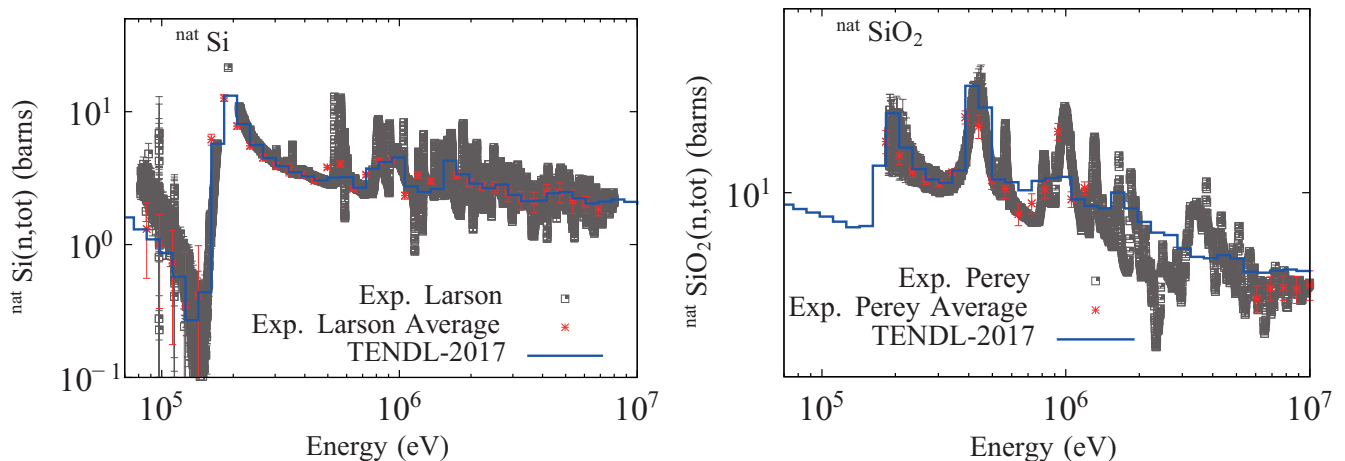 nat Si
nat Si(n,tot) (barns)
10^1
10^0
10^-1
Exp. Larson
Exp. Larson Average
TENDL-2017
10^5
10^6
10^7
Energy (eV)
nat SiO₂
nat SiO₂(n,tot) (barns)
10^1
Exp. Perey
Exp. Perey Average
TENDL-2017
10^5
10^6
10^7
Energy (eV)